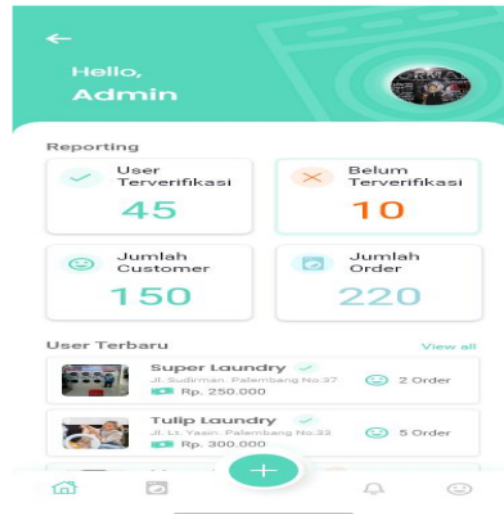 Hello,
Admin
Reporting
User
Terverifikasi
45
Belum
Terverifikasi
10
Jumlah
Customer
150
Jumlah
Order
220
User Terbaru View all
Super Laundry
Jl. Sudirman. Palembang No.37
2 Order
Rp. 250.000
Tulip Laundry
Jl. Lt. Yasin. Palembang No.33
5 Order
Rp. 300.000